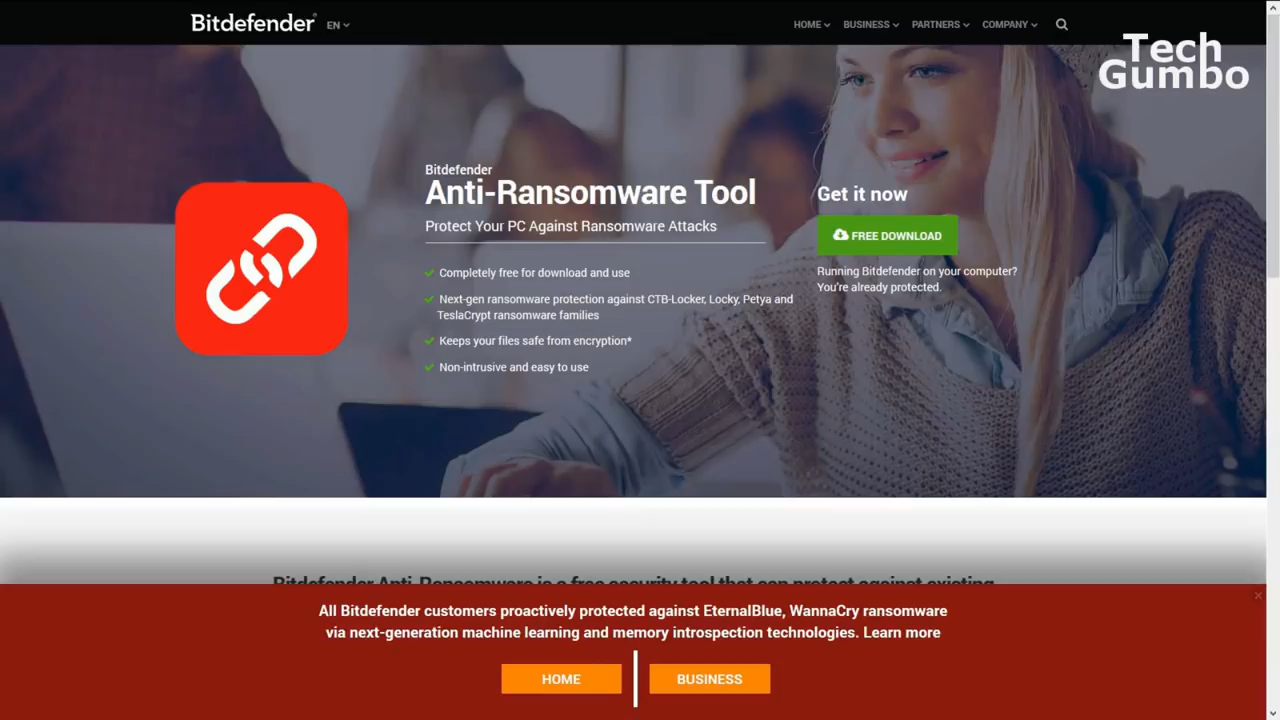 Bitdefender EN HOME BUSINESS PARTNERS COMPANY
Tech
Gumbo
Bitdefender
Anti-Ransomware Tool
Protect Your PC Against Ransomware Attacks
Completely free for download and use
Next-gen ransomware protection against CTB-Locker, Locky, Petya and
TeslaCrypt ransomware families
Keeps your files safe from encryption*
Non-intrusive and easy to use
Get it now
FREE DOWNLOAD
Running Bitdefender on your computer?
You're already protected.
Bitdefender Anti-Ransomware is a free security tool that can protect against existing
All Bitdefender customers proactively protected against EternalBlue, WannaCry ransomware
via next-generation machine learning and memory introspection technologies. Learn more
HOME BUSINESS